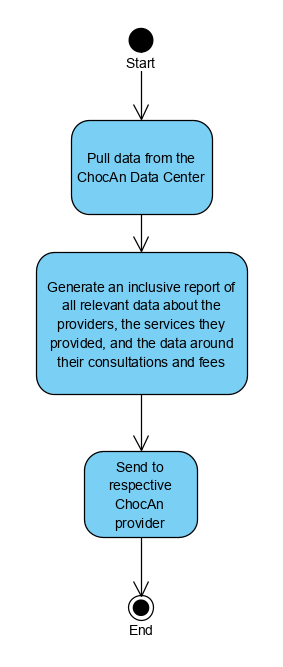 Start
Pull data from the
ChocAn Data Center
Generate an inclusive report of
all relevant data about the
providers, the services they
provided, and the data around
their consultations and fees
Send to
respective
ChocAn
provider
End